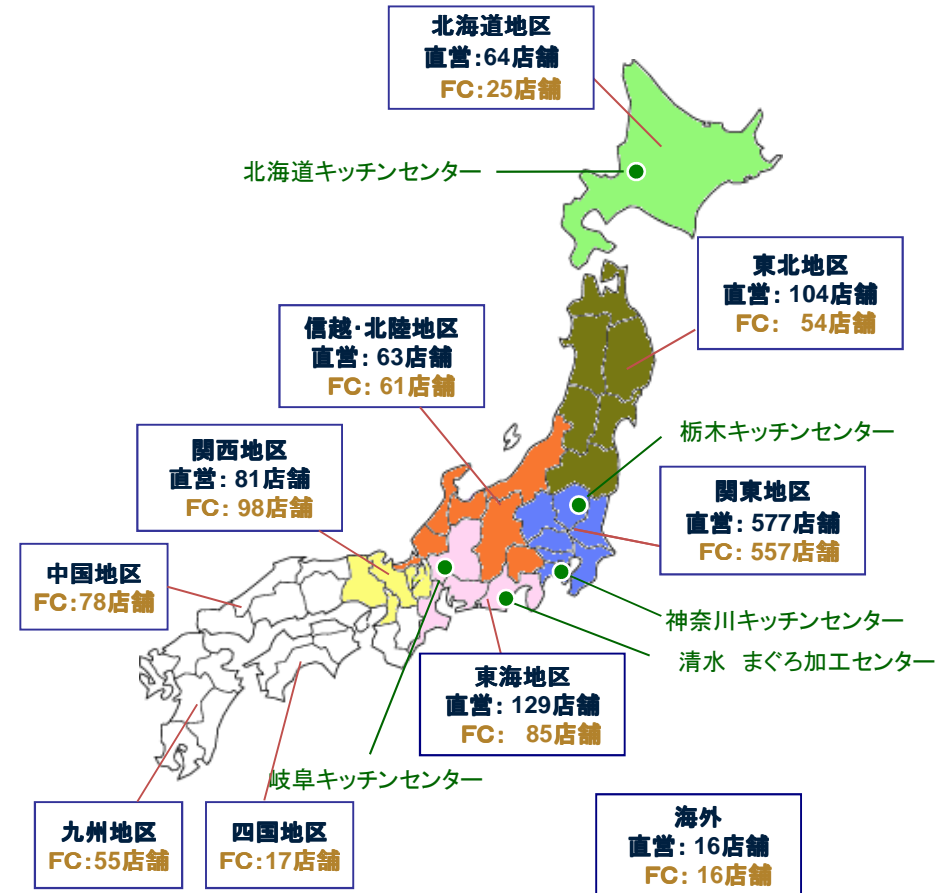 北海道地区
直営:64店舗
FC:25店舗
北海道キッチンセンター
東北地区
直営: 104店舗
FC: 54店舗
信越・北陸地区
直営: 63店舗
FC: 61店舗
栃木キッチンセンター
関西地区
直営: 81店舗
FC: 98店舗
関東地区
直営: 577店舗
FC: 557店舗
中国地区
FC:78店舗
神奈川キッチンセンター
清水 まぐろ加工センター
東海地区
直営: 129店舗
FC: 85店舗
岐阜キッチンセンター
九州地区
FC:55店舗
四国地区
FC:17店舗
海外
直営: 16店舗
FC: 16店舗